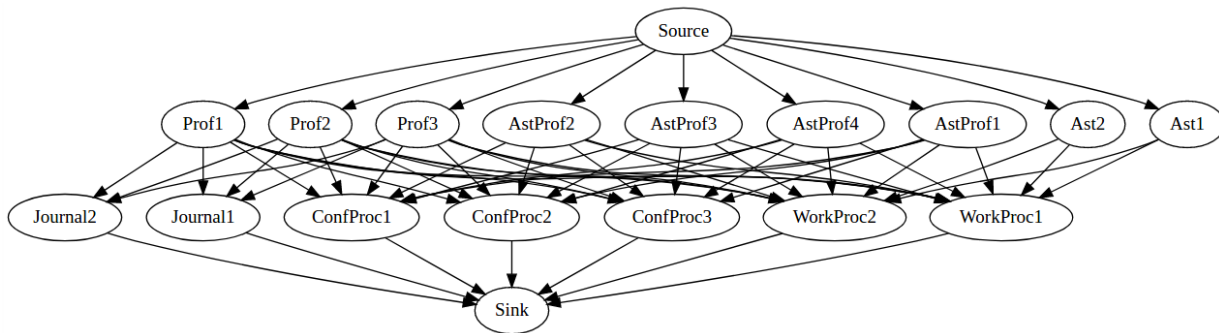 Source
Prof1 Prof2 Prof3 AstProf2 AstProf3 AstProf4 AstProf1 Ast2 Ast1
Journal2 Journal1 ConfProc1 ConfProc2 ConfProc3 WorkProc2 WorkProc1
Sink